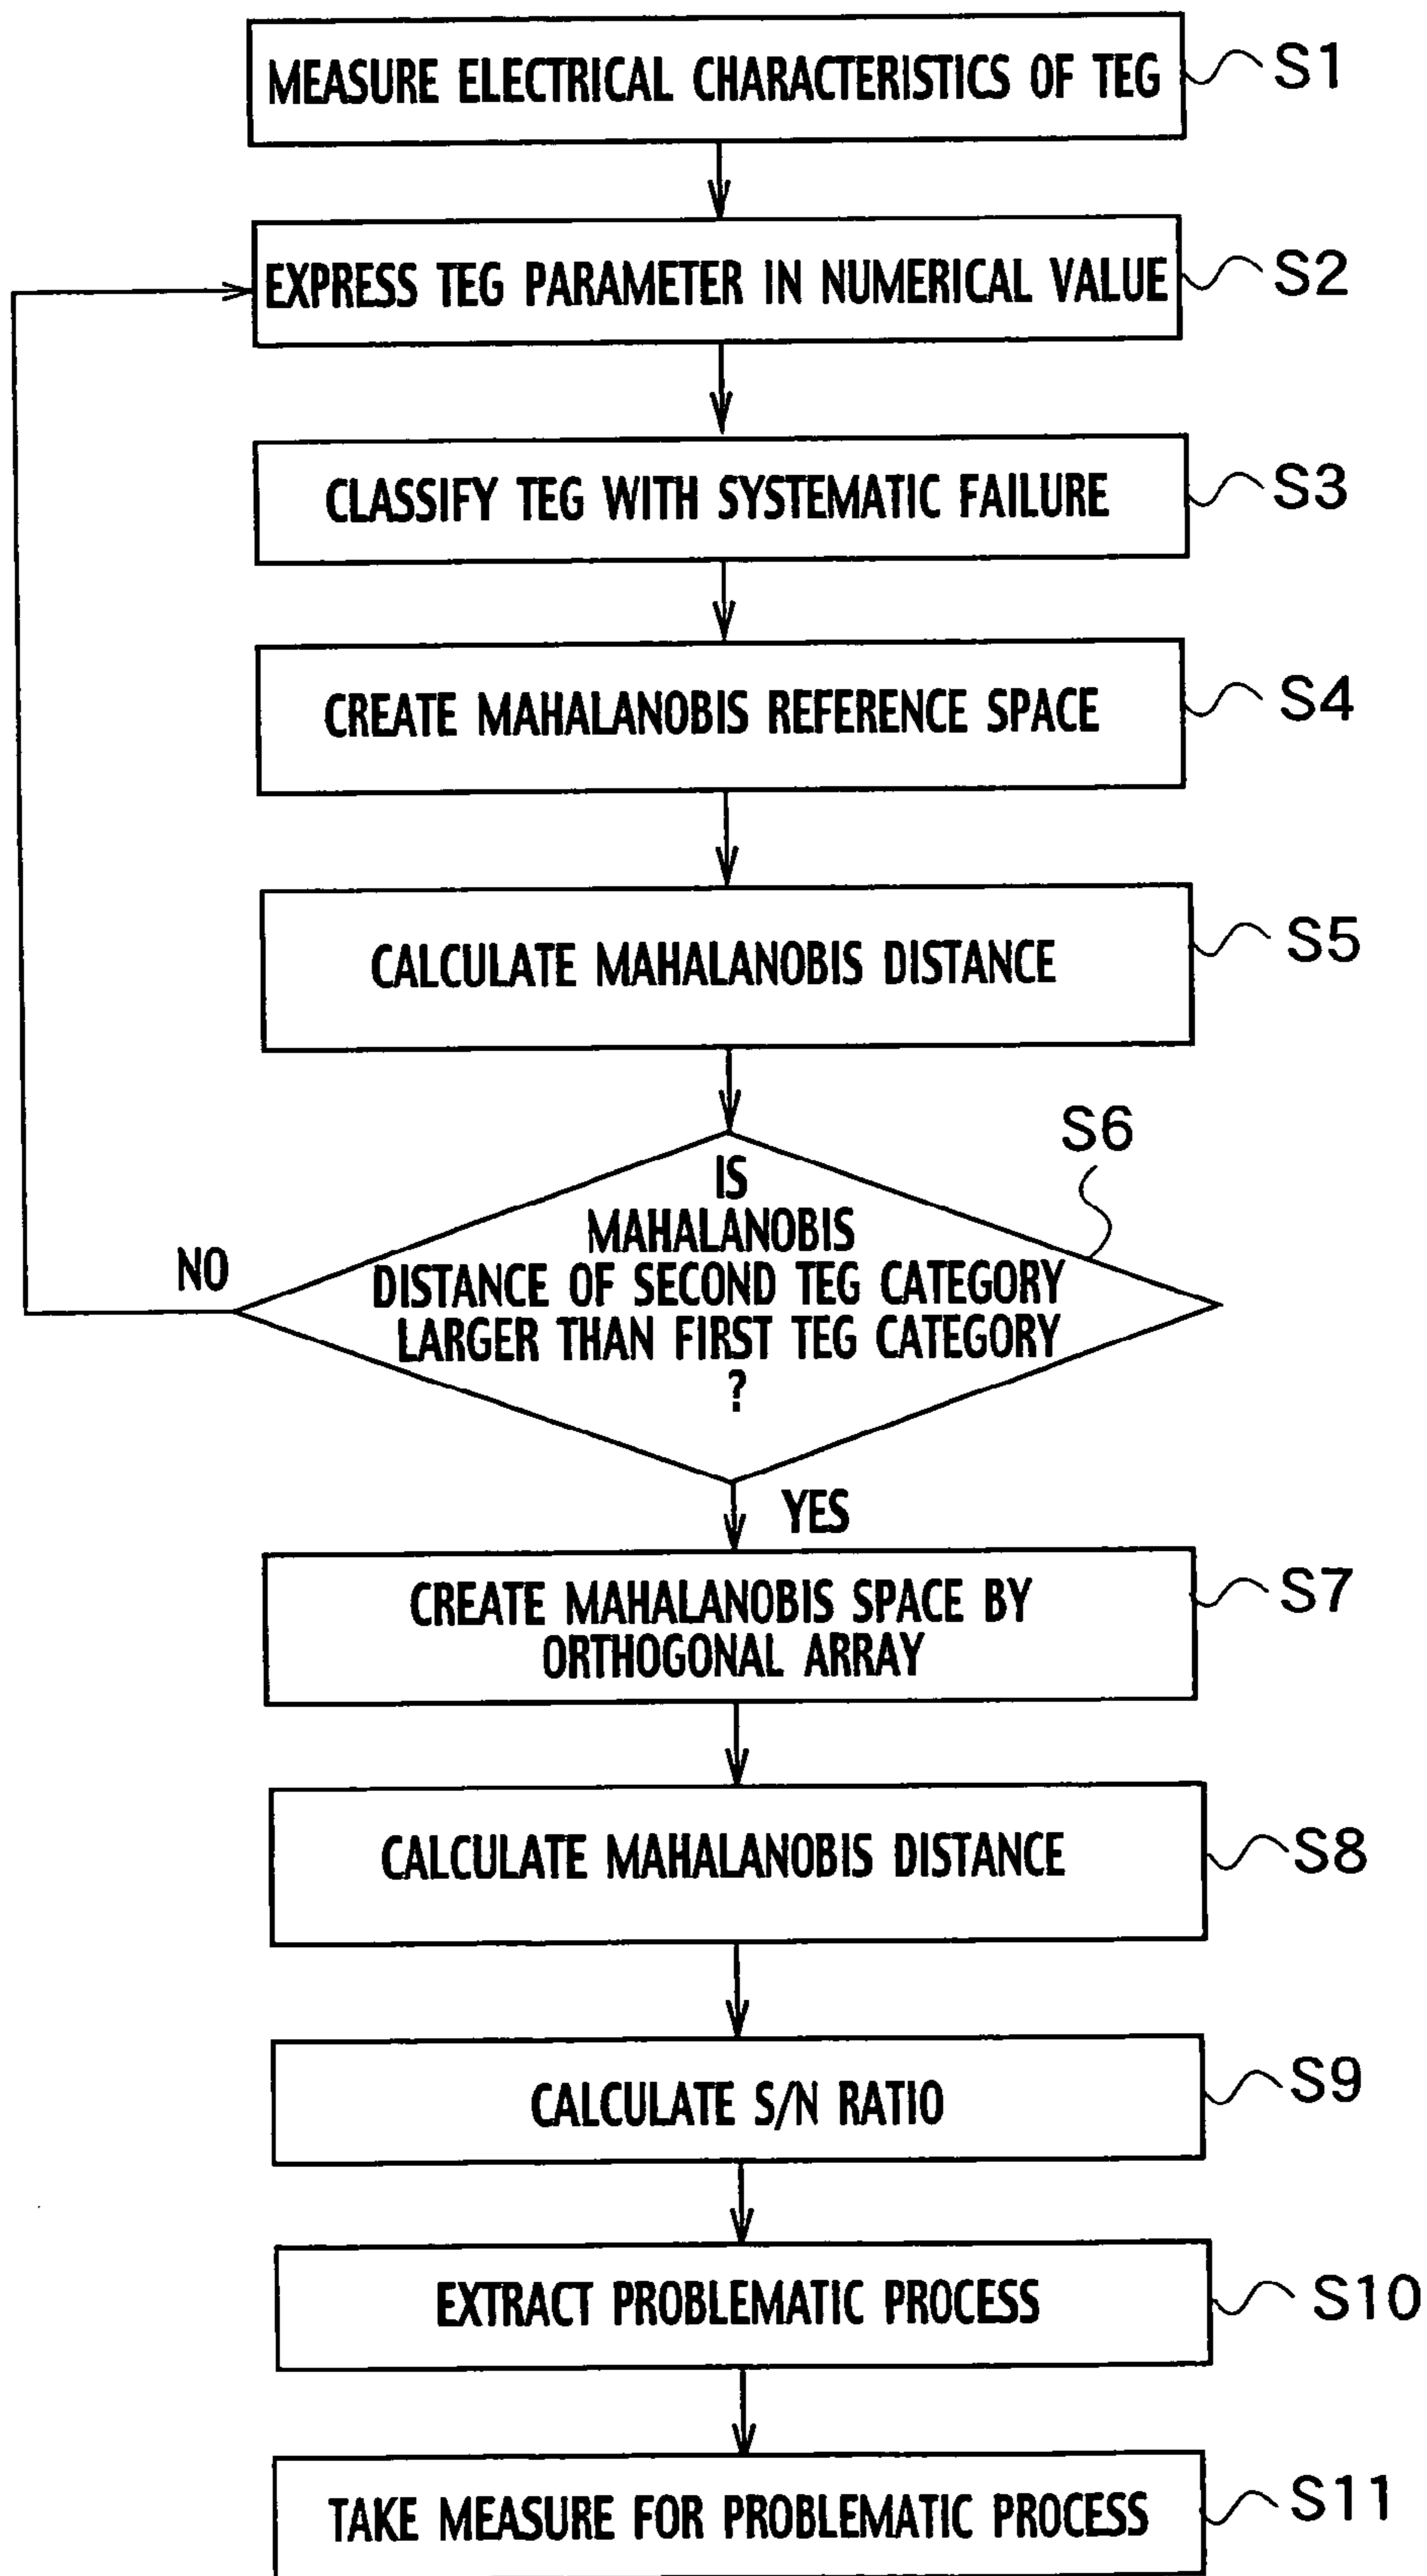 MEASURE ELECTRICAL CHARACTERISTICS OF TEG
S1
EXPRESS TEG PARAMETER IN NUMERICAL VALUE
S2
CLASSIFY TEG WITH SYSTEMATIC FAILURE
S3
CREATE MAHALANOBIS REFERENCE SPACE
S4
CALCULATE MAHALANOBIS DISTANCE
S5
S6
IS
MAHALANOBIS
DISTANCE OF SECOND TEG CATEGORY
LARGER THAN FIRST TEG CATEGORY
?
NO
YES
CREATE MAHALANOBIS SPACE BY
ORTHOGONAL ARRAY
S7
CALCULATE MAHALANOBIS DISTANCE
S8
CALCULATE S/N RATIO
S9
EXTRACT PROBLEMATIC PROCESS
S10
TAKE MEASURE FOR PROBLEMATIC PROCESS
S11